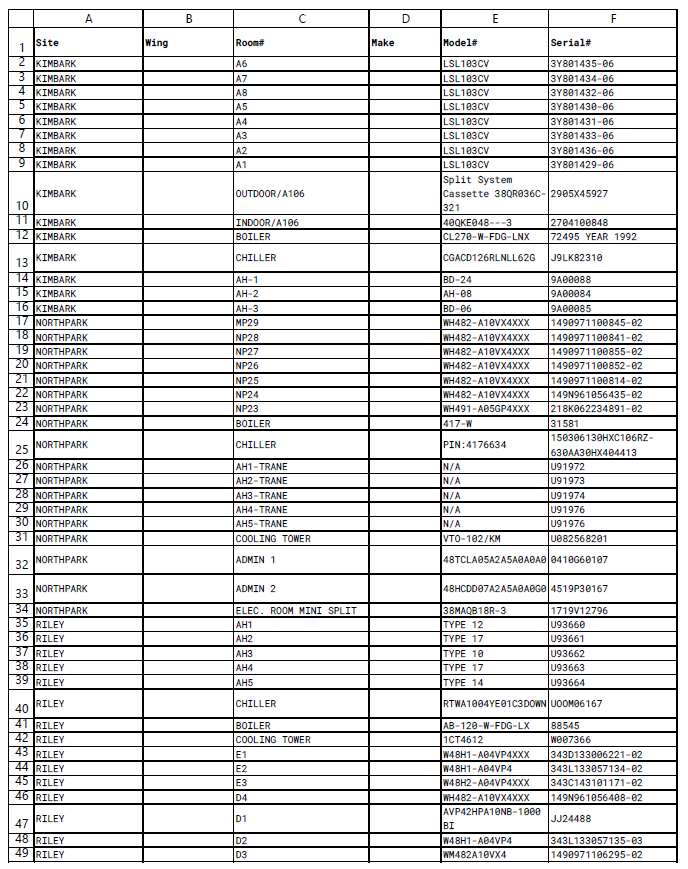 A B C D E F
1 Site Wing Room# Make Model# Serial#
2 KIMBARK A6 LSL103CV 3Y801435-06
3 KIMBARK A7 LSL103CV 3Y801434-06
4 KIMBARK A8 LSL103CV 3Y801432-06
5 KIMBARK A5 LSL103CV 3Y801430-06
6 KIMBARK A4 LSL103CV 3Y801431-06
7 KIMBARK A3 LSL103CV 3Y801433-06
8 KIMBARK A2 LSL103CV 3Y801436-06
9 KIMBARK A1 LSL103CV 3Y801429-06
10 KIMBARK OUTDOOR/A106 Split System
Cassette 38QR036C-
321 2905X45927
11 KIMBARK INDOOR/A106 40QKE048---3 2704100848
12 KIMBARK BOILER CL270-W-FDG-LNX 72495 YEAR 1992
13 KIMBARK CHILLER CGACD126RLNLL62G J9LK82310
14 KIMBARK AH-1 BD-24 9A00088
15 KIMBARK AH-2 AH-08 9A00084
16 KIMBARK AH-3 BD-06 9A00085
17 NORTHPARK MP29 WH482-A10VX4XXX 1490971100845-02
18 NORTHPARK NP28 WH482-A10VX4XXX 1490971100841-02
19 NORTHPARK NP27 WH482-A10VX4XXX 1490971100855-02
20 NORTHPARK NP26 WH482-A10VX4XXX 1490971100852-02
21 NORTHPARK NP25 WH482-A10VX4XXX 1490971100814-02
22 NORTHPARK NP24 WH482-A10VX4XXX 149N961056435-02
23 NORTHPARK NP23 WH491-A05GP4XXX 218K062234891-02
24 NORTHPARK BOILER 417-W 31581
25 NORTHPARK CHILLER PIN:4176634 150306130HXC106RZ-
630AA30HX404413
26 NORTHPARK AH1-TRANE N/A U91972
27 NORTHPARK AH2-TRANE N/A U91973
28 NORTHPARK AH3-TRANE N/A U91974
29 NORTHPARK AH4-TRANE N/A U91976
30 NORTHPARK AH5-TRANE N/A U91976
31 NORTHPARK COOLING TOWER VTO-102/KM U082568201
32 NORTHPARK ADMIN 1 48TCLA05A2A5A0A0A0 0410G60107
33 NORTHPARK ADMIN 2 48HCDD07A2A5A0A0G0 4519P30167
34 NORTHPARK ELEC. ROOM MINI SPLIT 38MAQB18R-3 1719V12796
35 RILEY AH1 TYPE 12 U93660
36 RILEY AH2 TYPE 17 U93661
37 RILEY AH3 TYPE 10 U93662
38 RILEY AH4 TYPE 17 U93663
39 RILEY AH5 TYPE 14 U93664
40 RILEY CHILLER RTWA1004YE01C3DOWN UOOM06167
41 RILEY BOILER AB-120-W-FDG-LX 88545
42 RILEY COOLING TOWER 1CT4612 W007366
43 RILEY E1 W48H1-A04VP4XXX 343D133006221-02
44 RILEY E2 W48H1-A04VP4 343L133057134-02
45 RILEY E3 W48H2-A04VP4XXX 343C143101171-02
46 RILEY D4 WH482-A10VX4XXX 149N961056408-02
47 RILEY D1 AVP42HPA10NB-1000
BI JJ24488
48 RILEY D2 W48H1-A04VP4 343L133057135-03
49 RILEY D3 WM482A10VX4 1490971106295-02